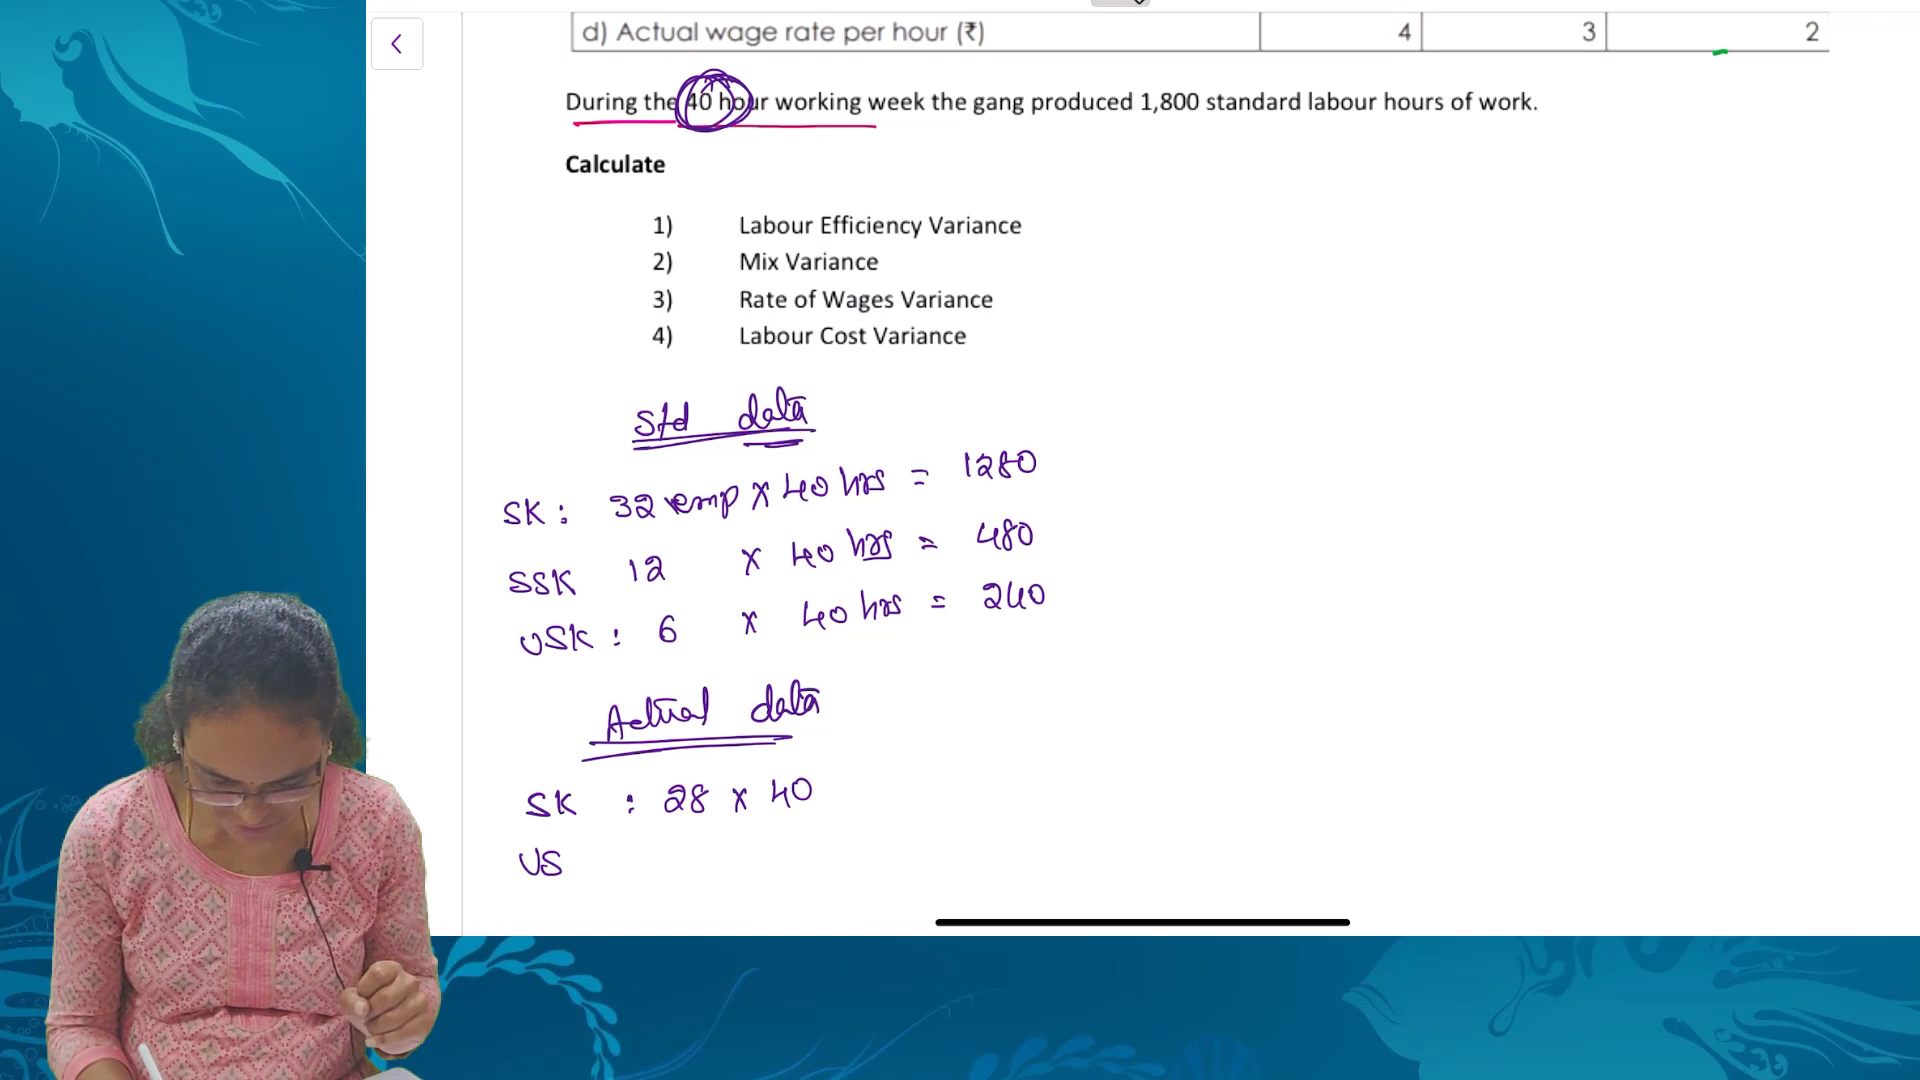 d) Actual wage rate per hour (₹) 4 3 2
During the 40 hour working week the gang produced 1,800 standard labour hours of work.
Calculate
1) Labour Efficiency Variance
2) Mix Variance
3) Rate of Wages Variance
4) Labour Cost Variance
Std data
SK : 32 emp x 40 hrs = 1280
SSK 12 x 40 hrs = 480
USK : 6 x 40 hrs = 240
Actual data
SK : 28 x 40
US